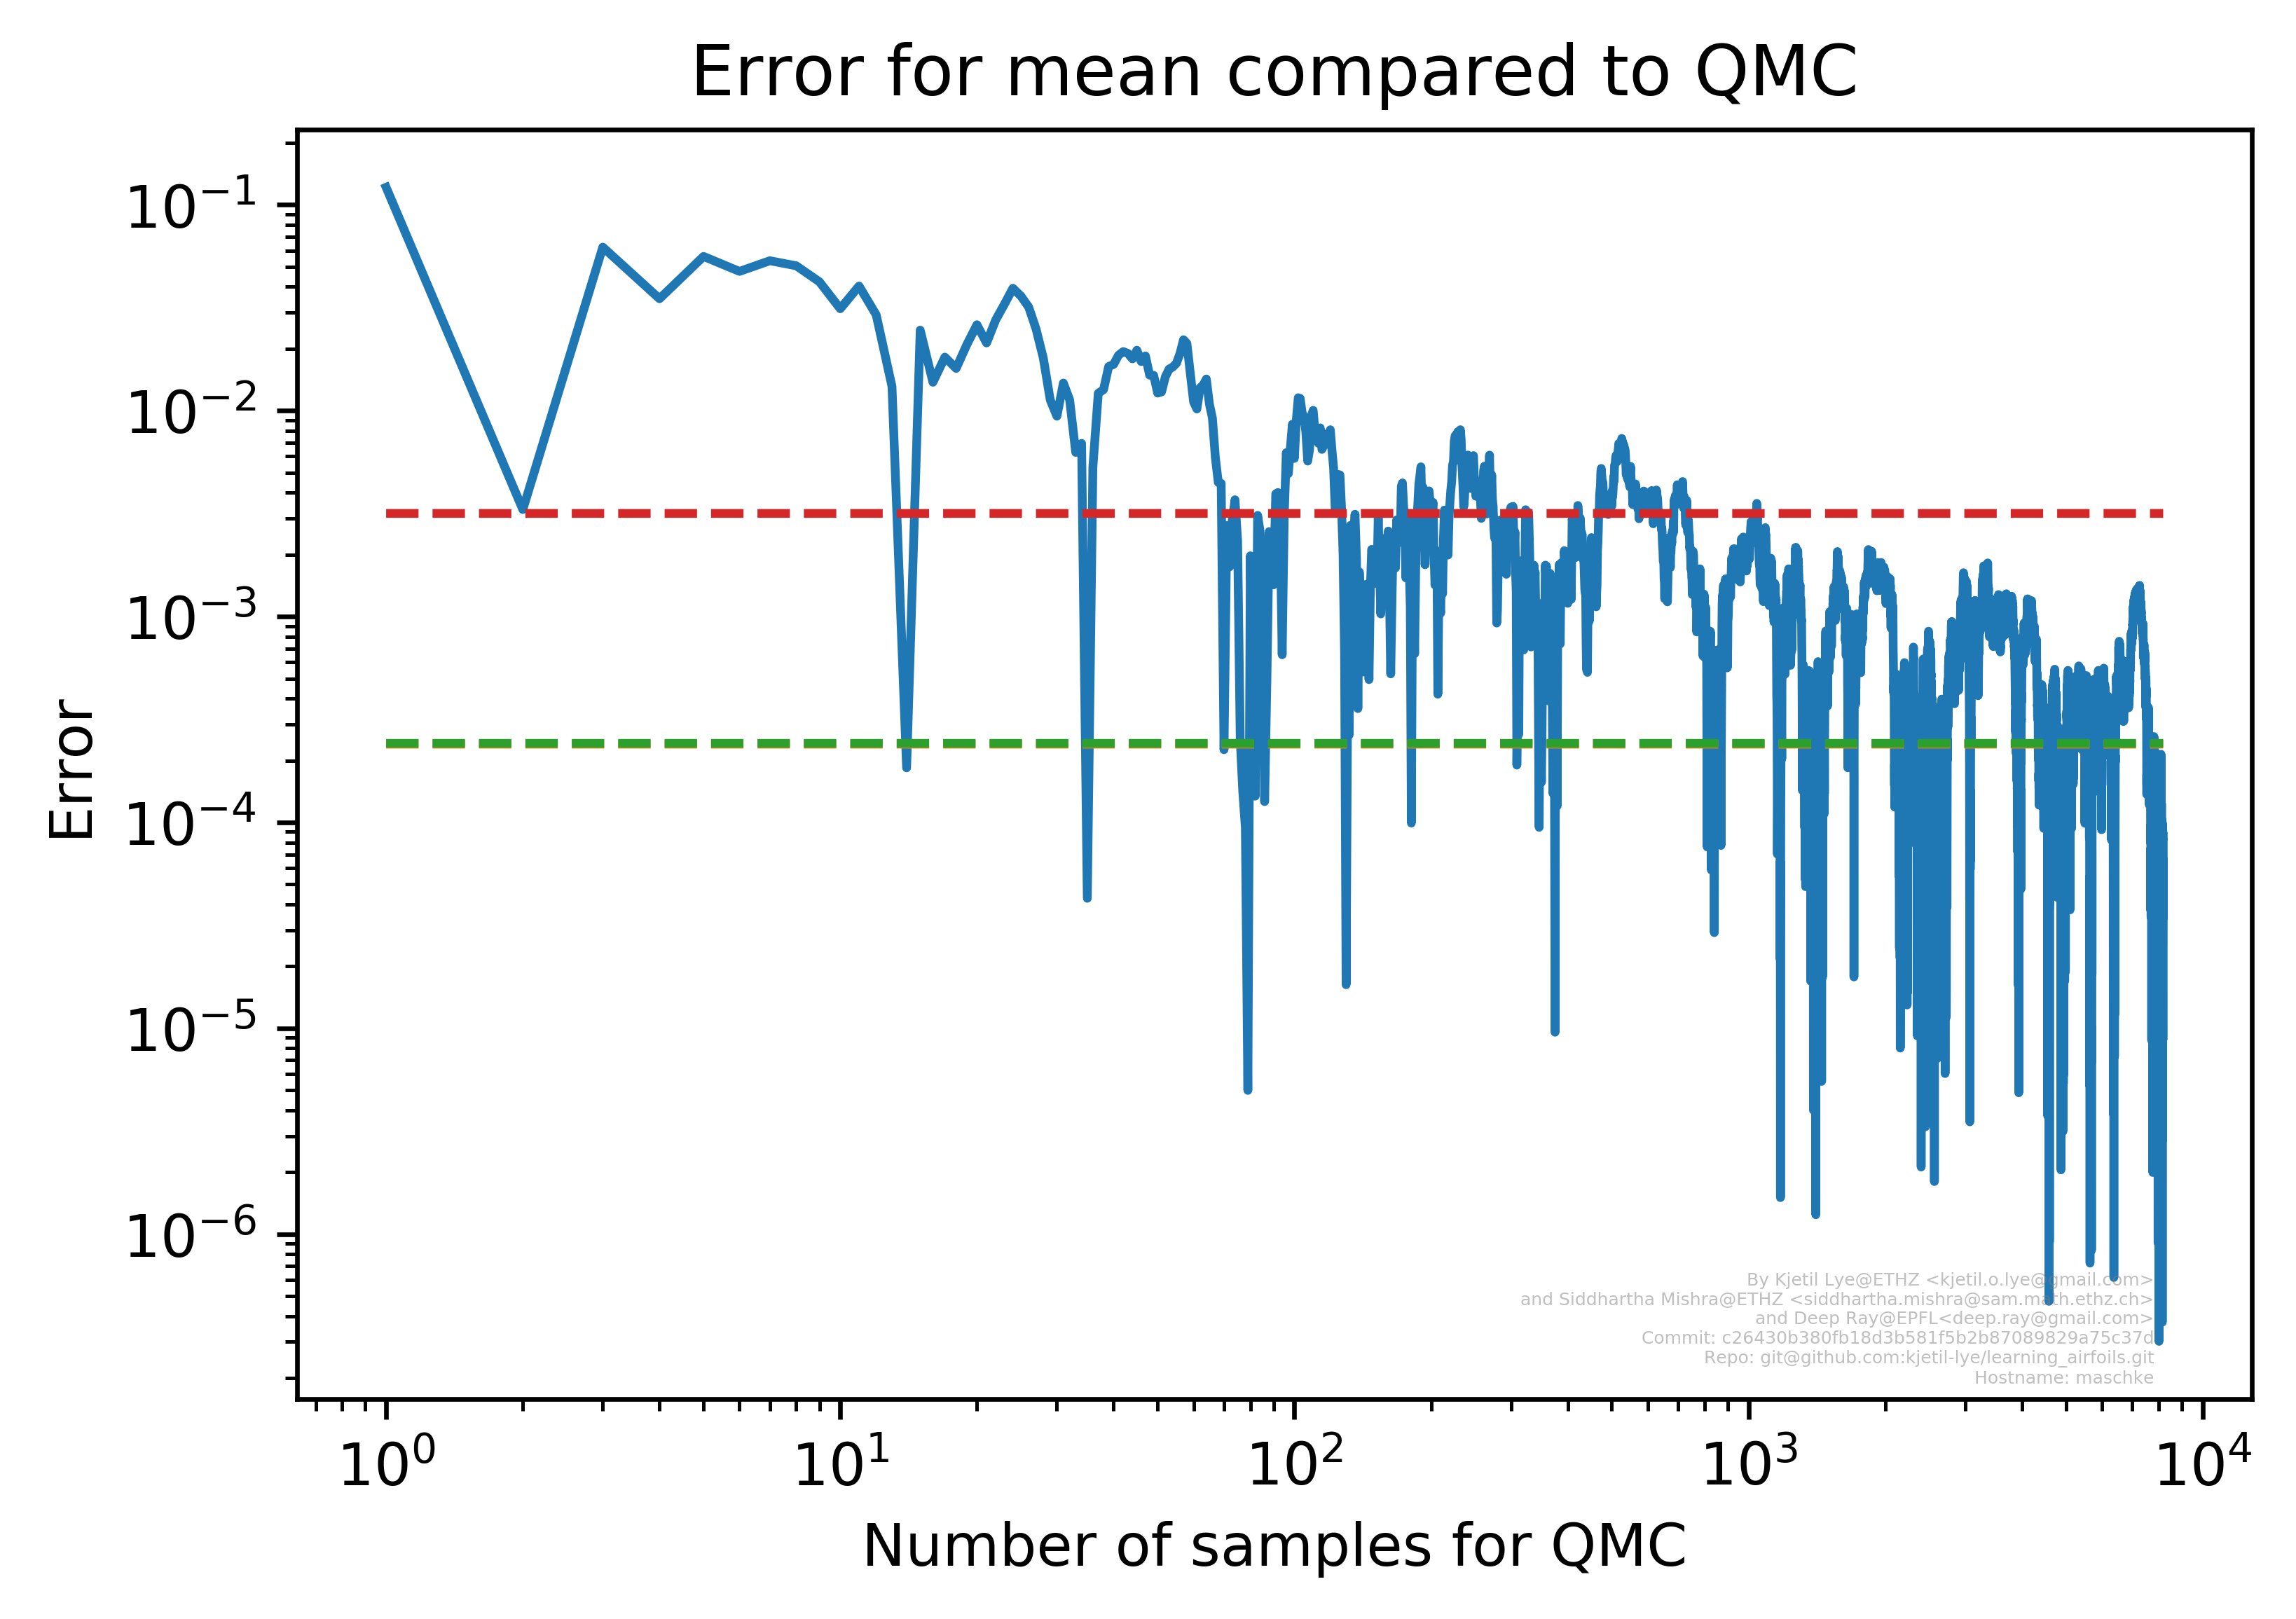 Error for mean compared to QMC
10⁻¹
10⁻²
10⁻³
10⁻⁴
10⁻⁵
10⁻⁶
Error
By Kjetil Lye@ETHZ <kjetil.o.lye@gmail.com>
and Siddhartha Mishra@ETHZ <siddhartha.mishra@sam.math.ethz.ch>
and Deep Ray@EPFL<deep.ray@gmail.com>
Commit: c26430b380fb18d3b581f5b2b87089829a75c37d
Repo: git@github.com:kjetil-lye/learning_airfoils.git
Hostname: maschke
10⁰ 10¹ 10² 10³ 10⁴
Number of samples for QMC